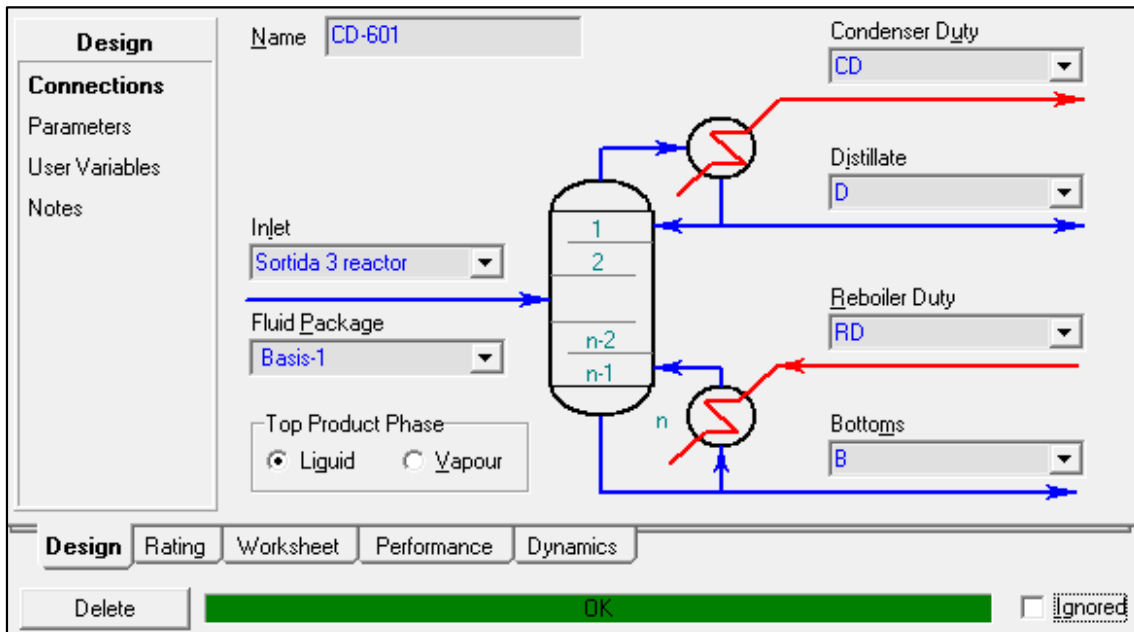 Design
Connections
Parameters
User Variables
Notes
Name CD-601
Inlet
Sortida 3 reactor
Fluid Package
Basis-1
Top Product Phase
Liquid Vapour
1
2
n-2
n-1
n
Condenser Duty
CD
Distillate
D
Reboiler Duty
RD
Bottoms
B
Design Rating Worksheet Performance Dynamics
Delete OK Ignored